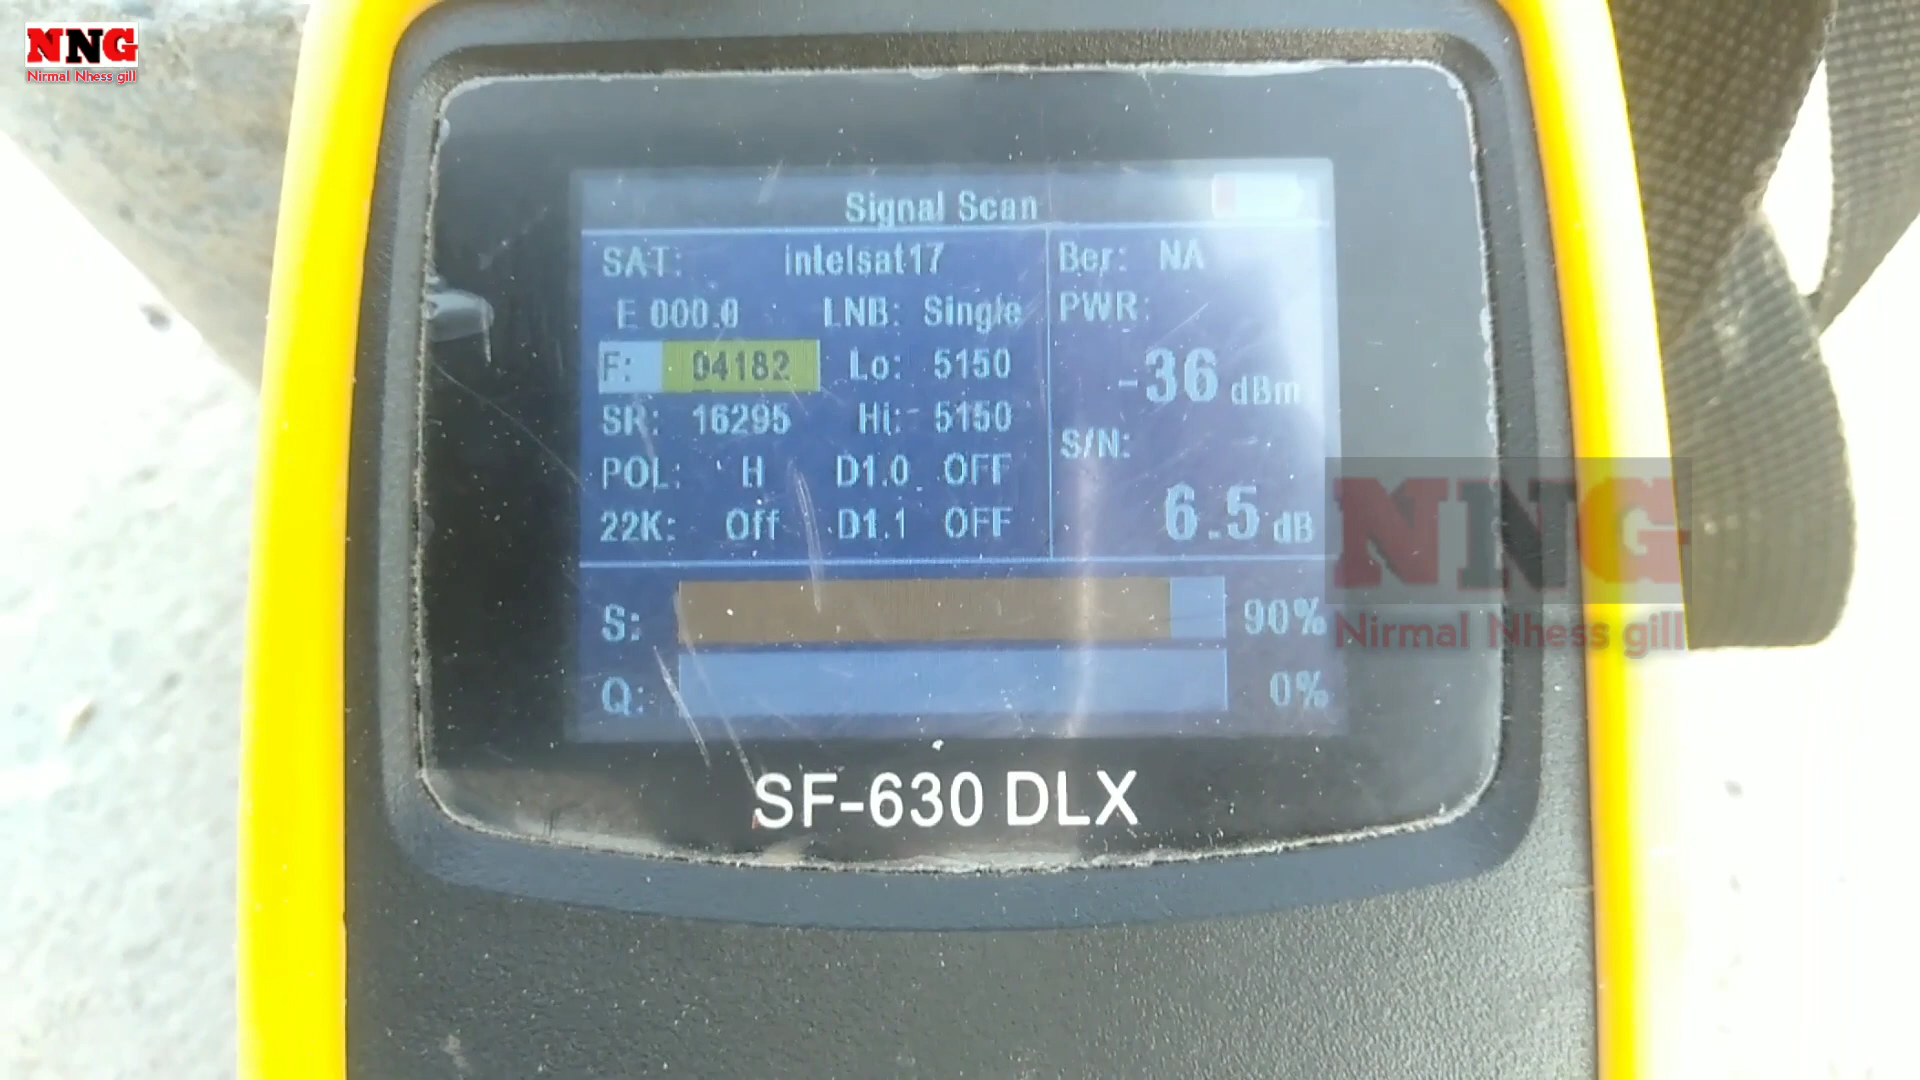 NNG
Nirmal Nhess gill
Signal Scan
SAT: intelsat17
E 000.0 LNB: Single
F: 04182 Lo: 5150
SR: 16295 Hi: 5150
POL: H D1.0 OFF
22K: Off D1.1 OFF
Ber: NA
PWR:
-36 dBm
S/N:
6.5 dB
S: 90%
Q: 0%
NNG
Nirmal Nhess gill
SF-630 DLX